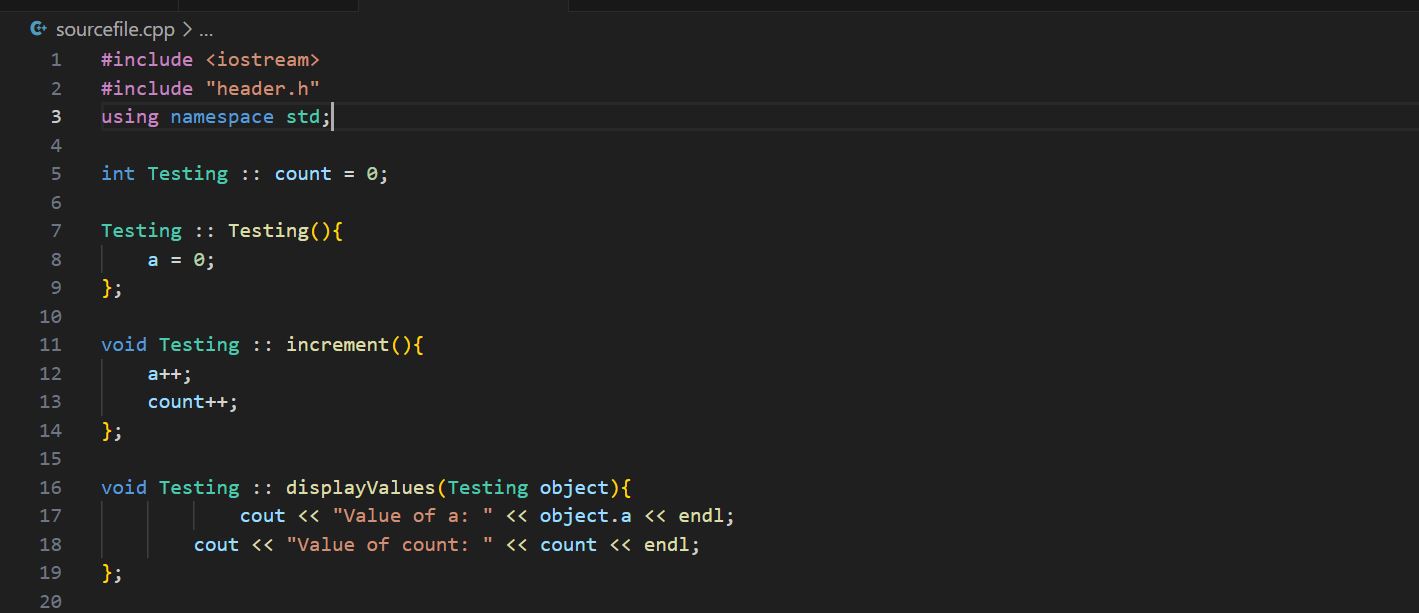 sourcefile.cpp > ...
1 #include <iostream>
2 #include "header.h"
3 using namespace std;
4
5 int Testing :: count = 0;
6
7 Testing :: Testing(){
8     a = 0;
9 };
10
11 void Testing :: increment(){
12     a++;
13     count++;
14 };
15
16 void Testing :: displayValues(Testing object){
17             cout << "Value of a: " << object.a << endl;
18         cout << "Value of count: " << count << endl;
19 };
20